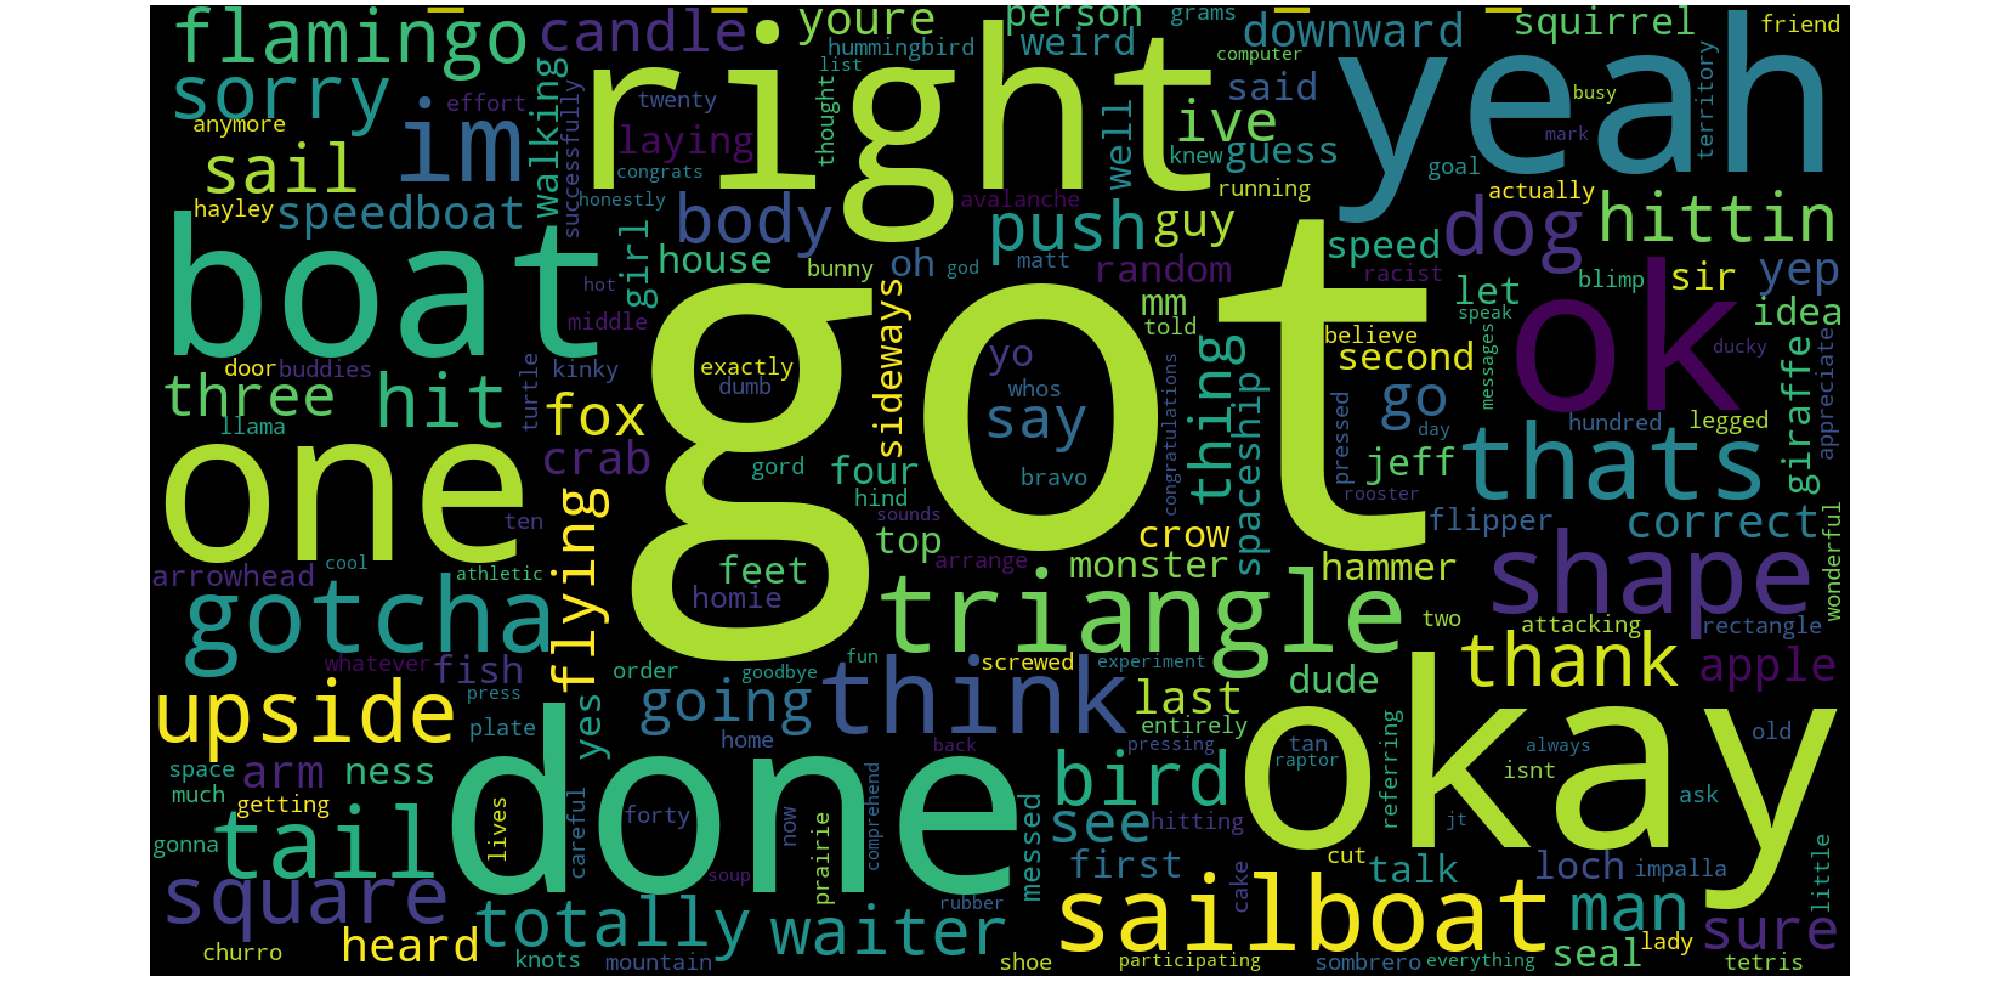 flamingo
candle
youre
person
grams
downward
squirrel
friend
sorry
right
yeah
hummingbird
weird
computer
list
walking
im
effort
twenty
thought
said
busy
territory
anymore
successfully
laying
well
ive
mark
sail
congrats
knew
guess
goal
hayley
speedboat
honestly
body
avalanche
running
actually
boat
girl
house
push
guy
speed
dog
hittin
bunny
oh
god
matt
random
racist
blimp
sir
yep
hot
sideways
mm
let
idea
middle
got
told
believe
speak
ok
door
buddies
turtle
kinky
exactly
dumb
yo
whos
congratulations
thing
second
messages
ducky
giraffe
appreciate
three
hit
fox
say
spaceship
pressed
go
day
hundred
legged
llama
one
crab
gord
four
bravo
jeff
thats
hind
rooster
ten
flying
sounds
top
crow
flipper
correct
wonderful
arrowhead
cool
athletic
feet
arrange
monster
hammer
shape
homie
gotcha
triangle
two
attacking
rectangle
whatever
fish
order
goodbye
fun
screwed
experiment
dude
thank
apple
upside
press
yes
going
think
last
plate
home
back
entirely
pressing
okay
tan
referring
always
old
space
arm
ness
done
bird
raptor
isnt
much
getting
lives
careful
forty
now
prairie
comprehend
messed
see
hitting
jt
ask
gonna
tail
soup
first
cake
cut
talk
loch
impalla
little
square
totally
waiter
rubber
sailboat
man
sure
churro
heard
knots
mountain
shoe
participating
sombrero
everything
seal
lady
tetris